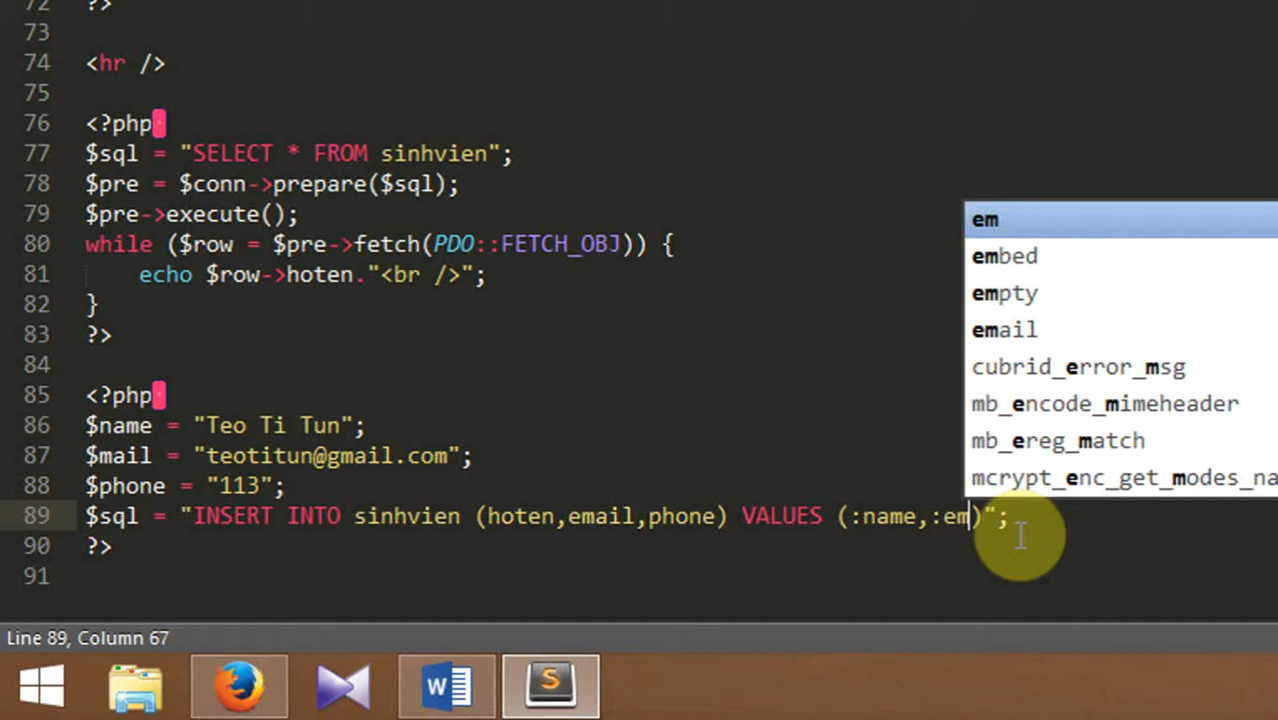 72 ?>
73
74 <hr />
75
76 <?php
77 $sql = "SELECT * FROM sinhvien";
78 $pre = $conn->prepare($sql);
79 $pre->execute();
80 while ($row = $pre->fetch(PDO::FETCH_OBJ)) {
81 echo $row->hoten."<br />";
82 }
83 ?>
84
85 <?php
86 $name = "Teo Ti Tun";
87 $mail = "teotitun@gmail.com";
88 $phone = "113";
89 $sql = "INSERT INTO sinhvien (hoten,email,phone) VALUES (:name,:em)";
90 ?>
91
em
embed
empty
email
cubrid_error_msg
mb_encode_mimeheader
mb_ereg_match
mcrypt_enc_get_modes_na
Line 89, Column 67